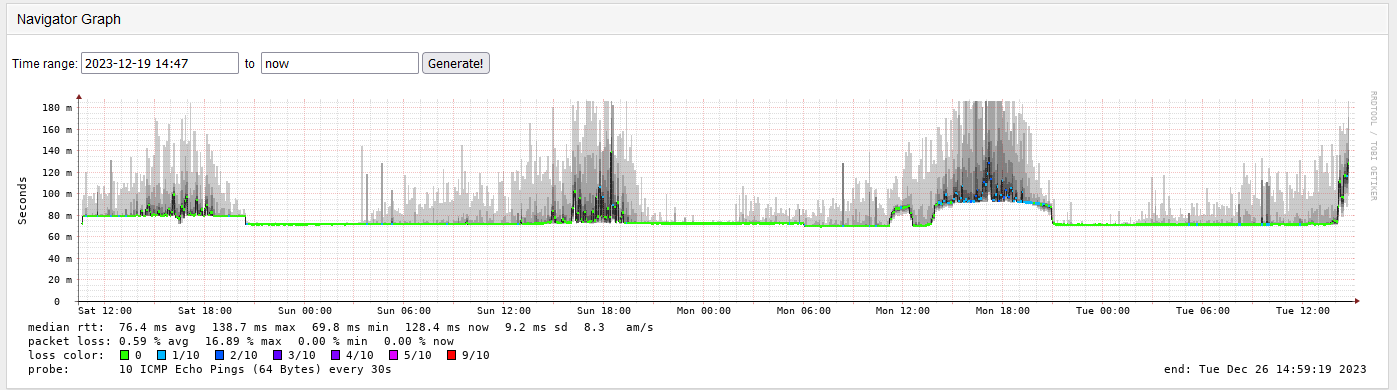 Navigator Graph
Time range: 2023-12-19 14:47 to now Generate!
RRDTOOL / TOBI OETIKER
Seconds
180 m
160 m
140 m
120 m
100 m
80 m
60 m
40 m
20 m
0
Sat 12:00 Sat 18:00 Sun 00:00 Sun 06:00 Sun 12:00 Sun 18:00 Mon 00:00 Mon 06:00 Mon 12:00 Mon 18:00 Tue 00:00 Tue 06:00 Tue 12:00
median rtt: 76.4 ms avg 138.7 ms max 69.8 ms min 128.4 ms now 9.2 ms sd 8.3 am/s
packet loss: 0.59 % avg 16.89 % max 0.00 % min 0.00 % now
loss color: 0 1/10 2/10 3/10 4/10 5/10 9/10
probe: 10 ICMP Echo Pings (64 Bytes) every 30s end: Tue Dec 26 14:59:19 2023